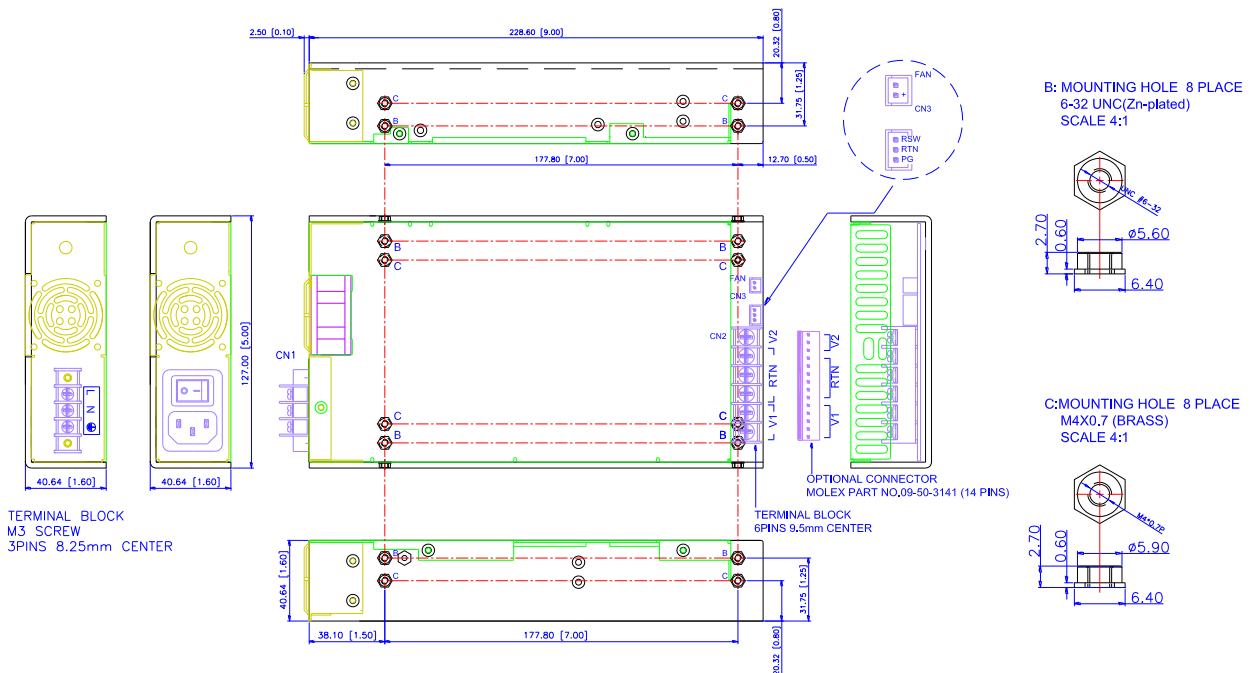 2.50 [0.10]
228.60 [9.00]
20.32 [0.80]
31.75 [1.25]
C
C
B
B
177.80 [7.00]
12.70 [0.50]
FAN
+
CN3
RSW
RTN
PG
B: MOUNTING HOLE 8 PLACE
6-32 UNC(Zn-plated)
SCALE 4:1
UNC #6-32
2.70
0.60
ø5.60
6.40
L N
40.64 [1.60]
40.64 [1.60]
127.00 [5.00]
TERMINAL BLOCK
M3 SCREW
3PINS 8.25mm CENTER
CN1
B
B
C
C
FAN
CN3
CN2
V2
RTN
V1
C
C
B
B
V2
RTN
V1
OPTIONAL CONNECTOR
MOLEX PART NO.09-50-3141 (14 PINS)
TERMINAL BLOCK
6PINS 9.5mm CENTER
C:MOUNTING HOLE 8 PLACE
M4X0.7 (BRASS)
SCALE 4:1
M4*0.7P
2.70
0.60
ø5.90
6.40
40.64 [1.60]
B
B
C
C
31.75 [1.25]
20.32 [0.80]
38.10 [1.50]
177.80 [7.00]